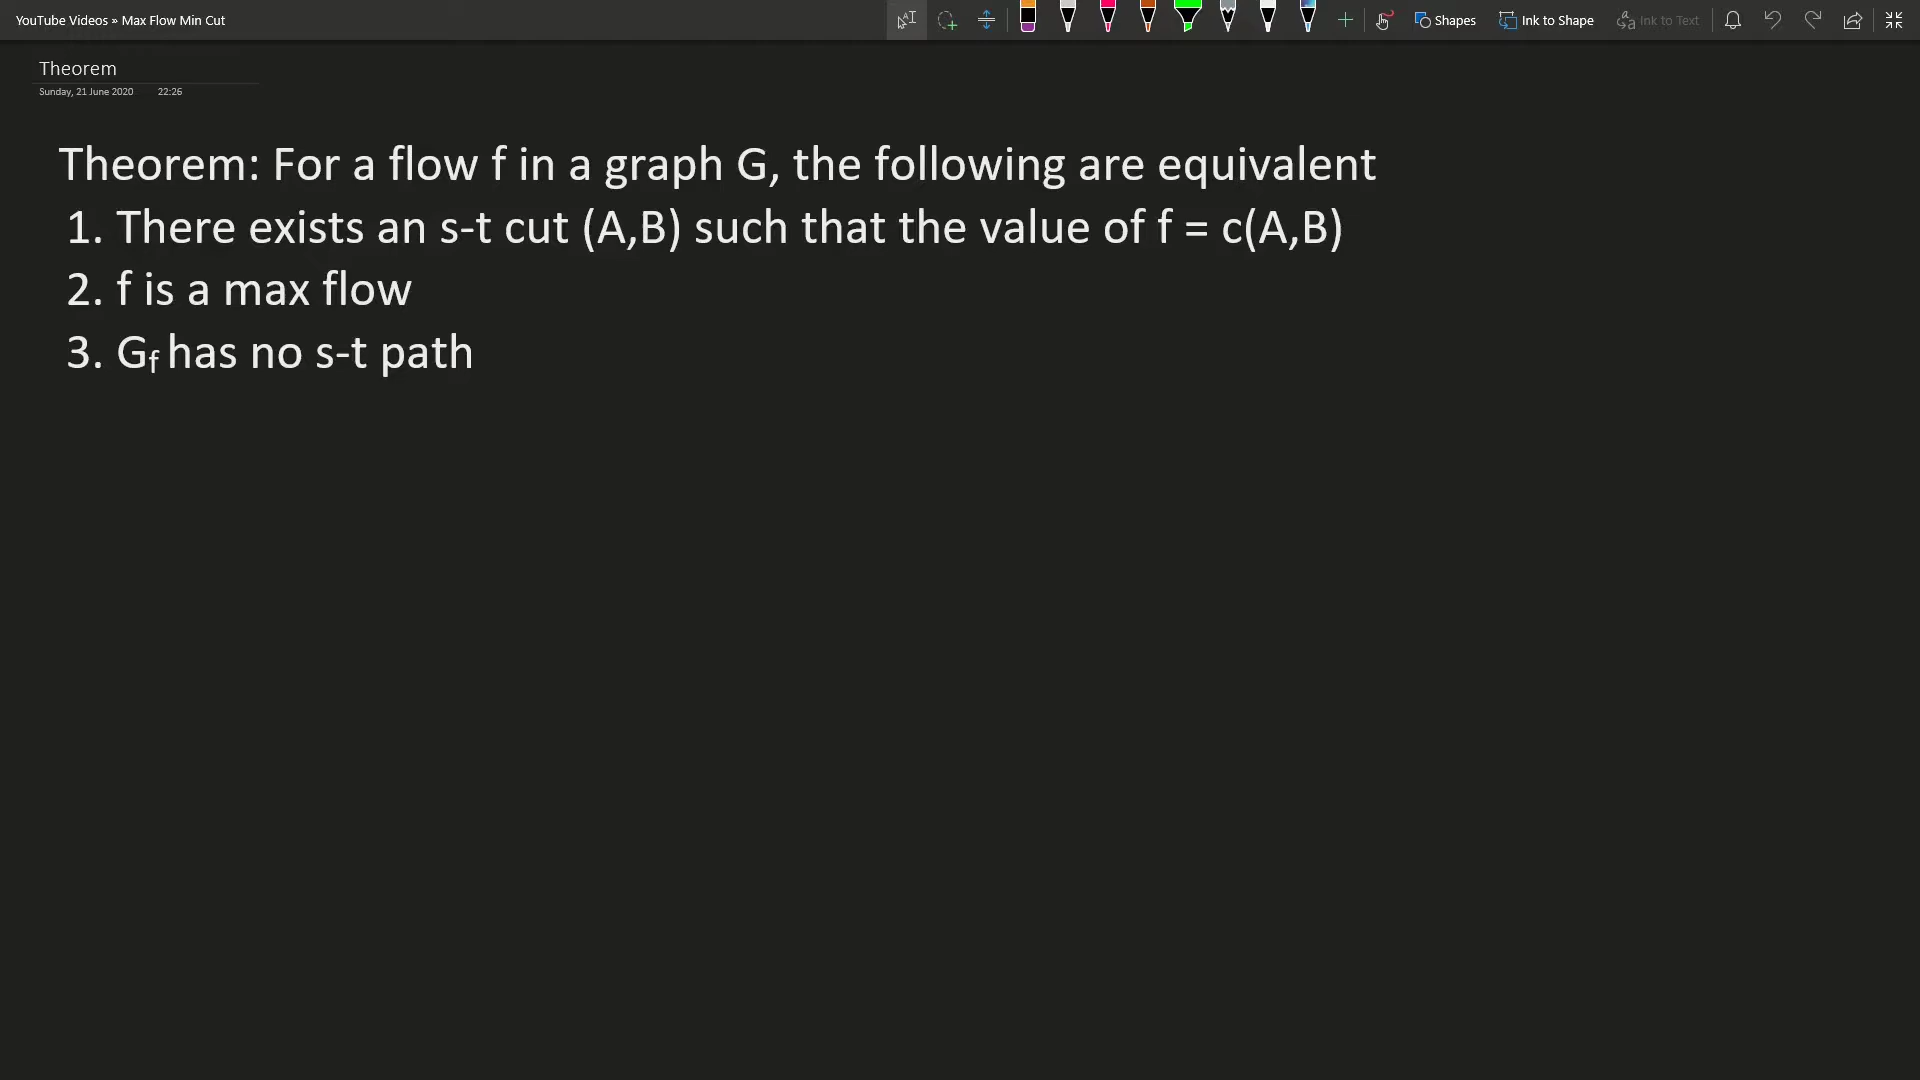 YouTube Videos » Max Flow Min Cut
Shapes
Ink to Shape
Ink to Text
Theorem
Sunday, 21 June 2020 22:26
Theorem: For a flow f in a graph G, the following are equivalent
1. There exists an s-t cut (A,B) such that the value of f = c(A,B)
2. f is a max flow
3. Gf has no s-t path